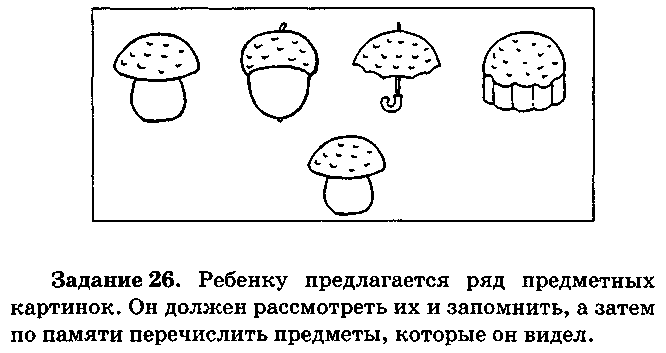 Задание 26. Ребенку предлагается ряд предметных
картинок. Он должен рассмотреть их и запомнить, а затем
по памяти перечислить предметы, которые он видел.